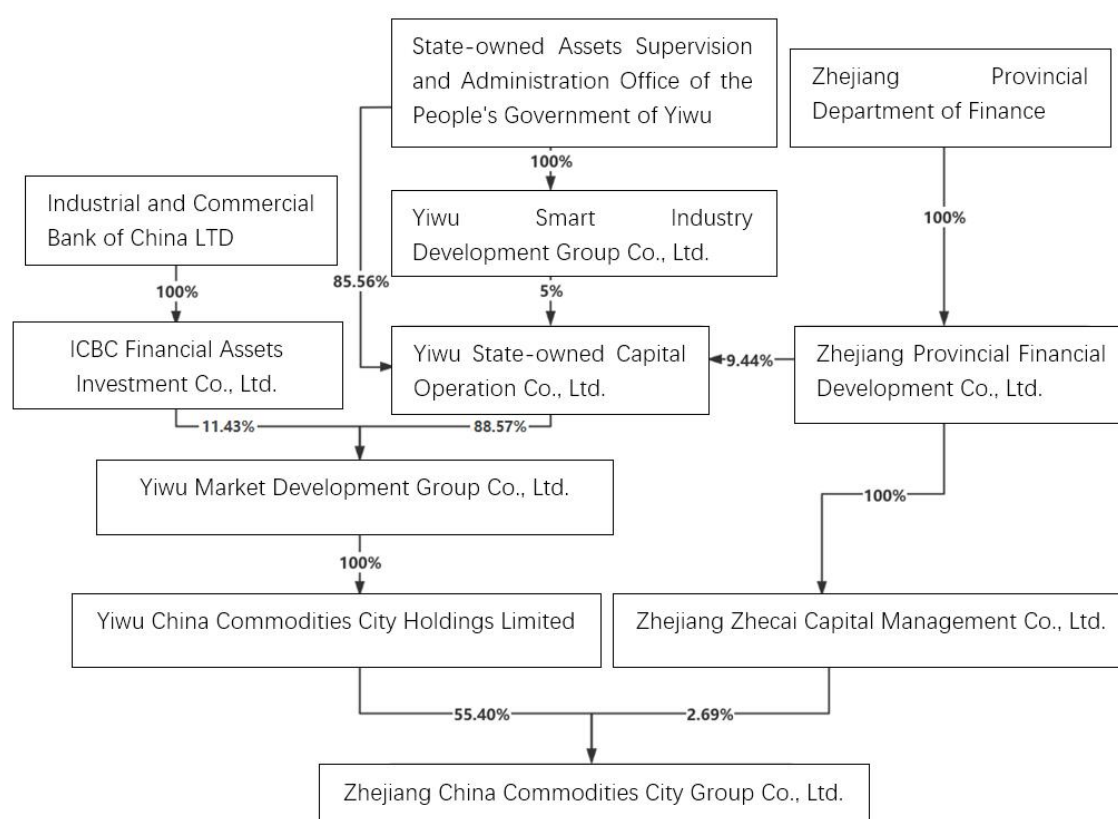 State-owned Assets Supervision
and Administration Office of the
People's Government of Yiwu
Zhejiang Provincial
Department of Finance
100%
Industrial and Commercial
Bank of China LTD
Yiwu Smart Industry
Development Group Co., Ltd.
100%
85.56%
100%
5%
ICBC Financial Assets
Investment Co., Ltd.
Yiwu State-owned Capital
Operation Co., Ltd.
9.44%
Zhejiang Provincial Financial
Development Co., Ltd.
11.43%
88.57%
Yiwu Market Development Group Co., Ltd.
100%
100%
Yiwu China Commodities City Holdings Limited
Zhejiang Zhecai Capital Management Co., Ltd.
55.40%
2.69%
Zhejiang China Commodities City Group Co., Ltd.